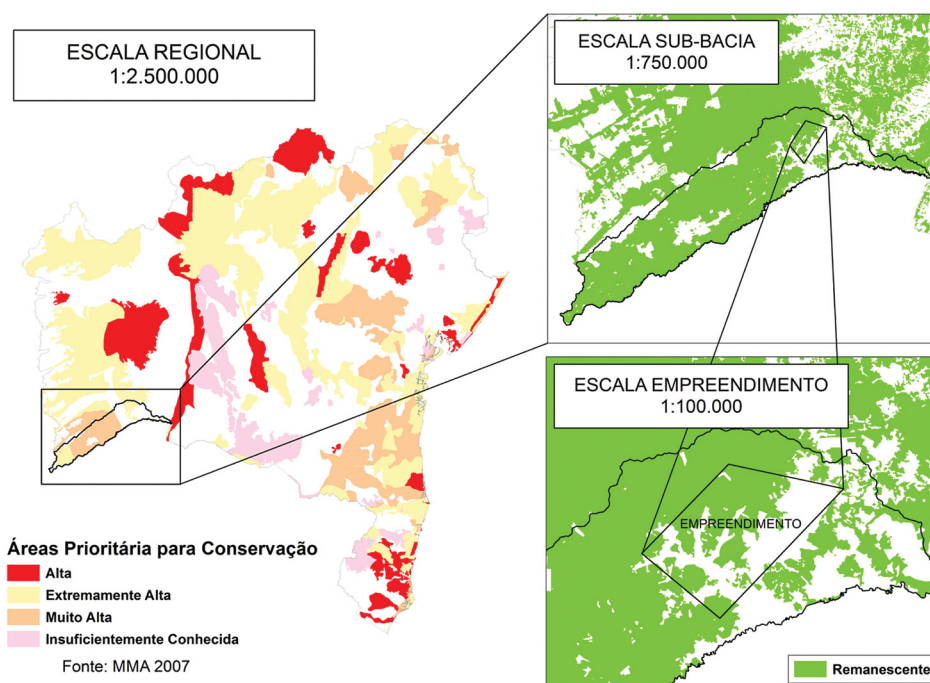 ESCALA REGIONAL
1:2.500.000
ESCALA SUB-BACIA
1:750.000
ESCALA EMPREENDIMENTO
1:100.000
EMPREENDIMENTO
Áreas Prioritária para Conservação
Alta
Extremamente Alta
Muito Alta
Insuficientemente Conhecida
Fonte: MMA 2007
Remanescente